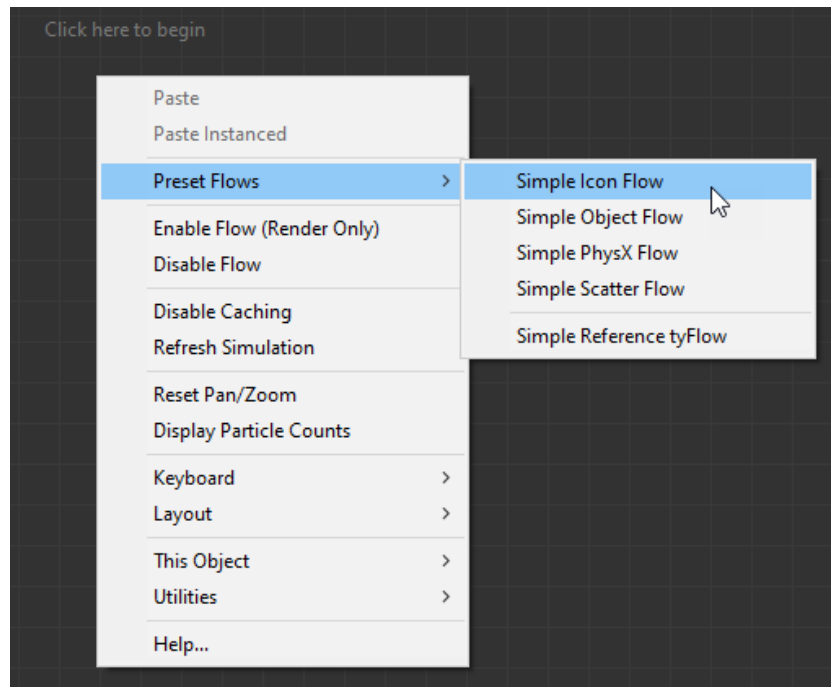 Click here to begin
Paste
Paste Instanced
Preset Flows
Enable Flow (Render Only)
Disable Flow
Disable Caching
Refresh Simulation
Reset Pan/Zoom
Display Particle Counts
Keyboard
Layout
This Object
Utilities
Help...
Simple Icon Flow
Simple Object Flow
Simple PhysX Flow
Simple Scatter Flow
Simple Reference tyFlow